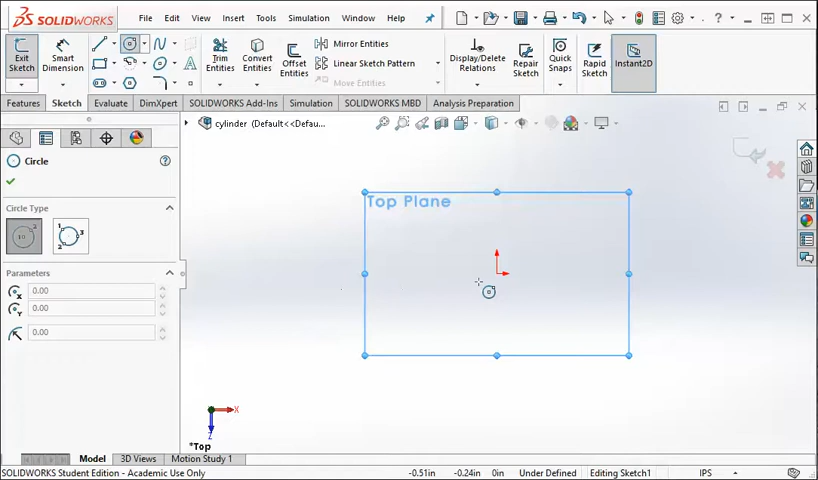 SOLIDWORKS
File
Edit
View
Insert
Tools
Simulation
Window
Help
Exit Sketch
Smart Dimension
Trim Entities
Convert Entities
Offset Entities
Mirror Entities
Linear Sketch Pattern
Move Entities
Display/Delete Relations
Repair Sketch
Quick Snaps
Rapid Sketch
Instant2D
Features
Sketch
Evaluate
DimXpert
SOLIDWORKS Add-Ins
Simulation
SOLIDWORKS MBD
Analysis Preparation
cylinder (Default<<Defau...
Circle
Circle Type
Parameters
0.00
0.00
0.00
Top Plane
X
Z
*Top
Model
3D Views
Motion Study 1
SOLIDWORKS Student Edition - Academic Use Only
-0.51in
-0.24in
0in
Under Defined
Editing Sketch1
IPS